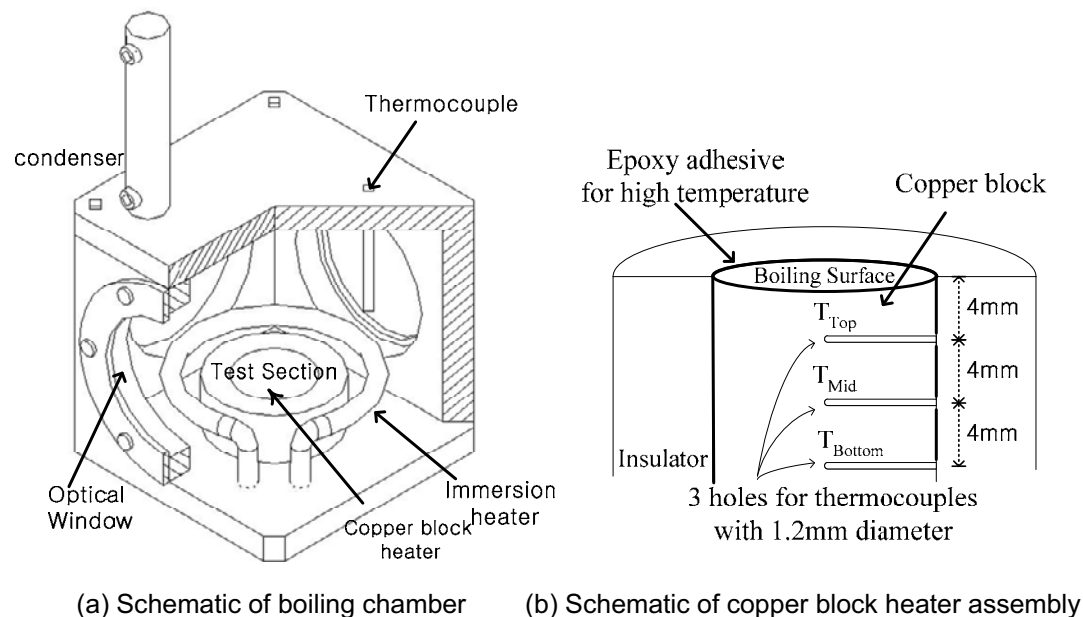 Thermocouple
condenser
Test Section
Optical
Window
Immersion
heater
Copper block
heater
(a) Schematic of boiling chamber
Epoxy adhesive
for high temperature
Copper block
Boiling Surface
T_Top
4mm
T_Mid
4mm
T_Bottom
4mm
Insulator
3 holes for thermocouples
with 1.2mm diameter
(b) Schematic of copper block heater assembly